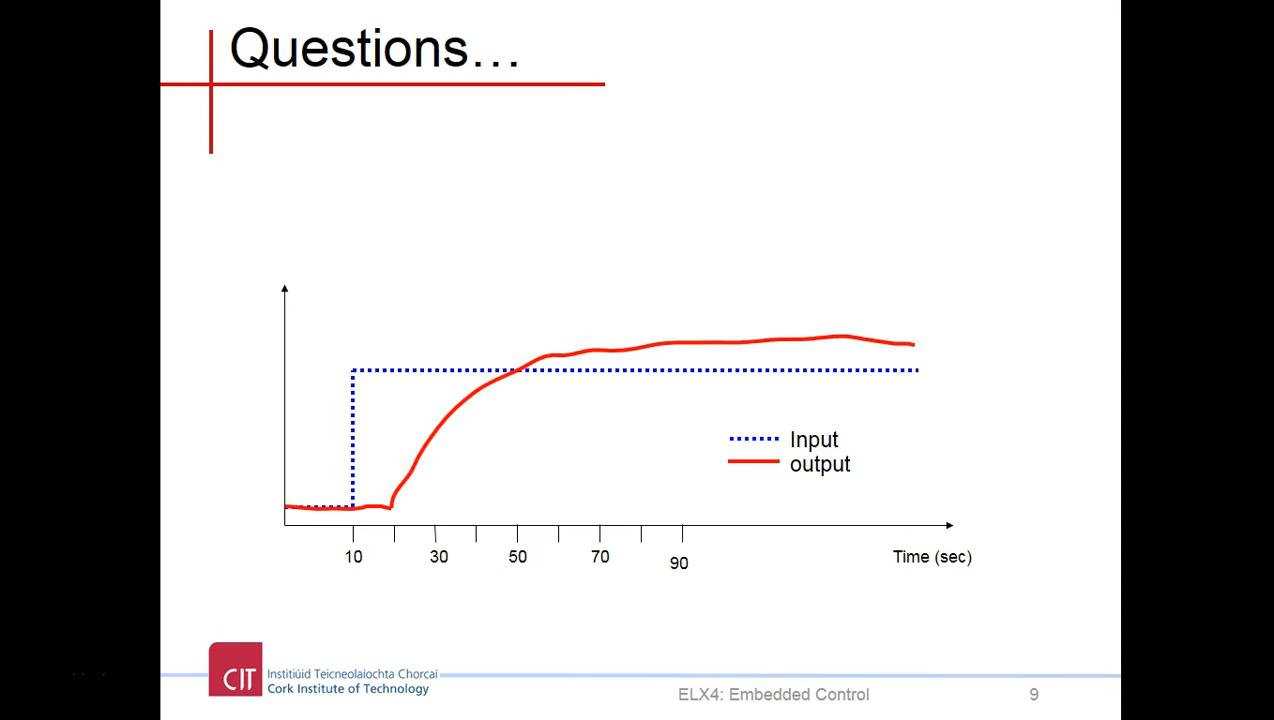 Questions…
Input
output
10 30 50 70 90 Time (sec)
CIT
Institiúid Teicneolaíochta Chorcaí
Cork Institute of Technology
ELX4: Embedded Control 9